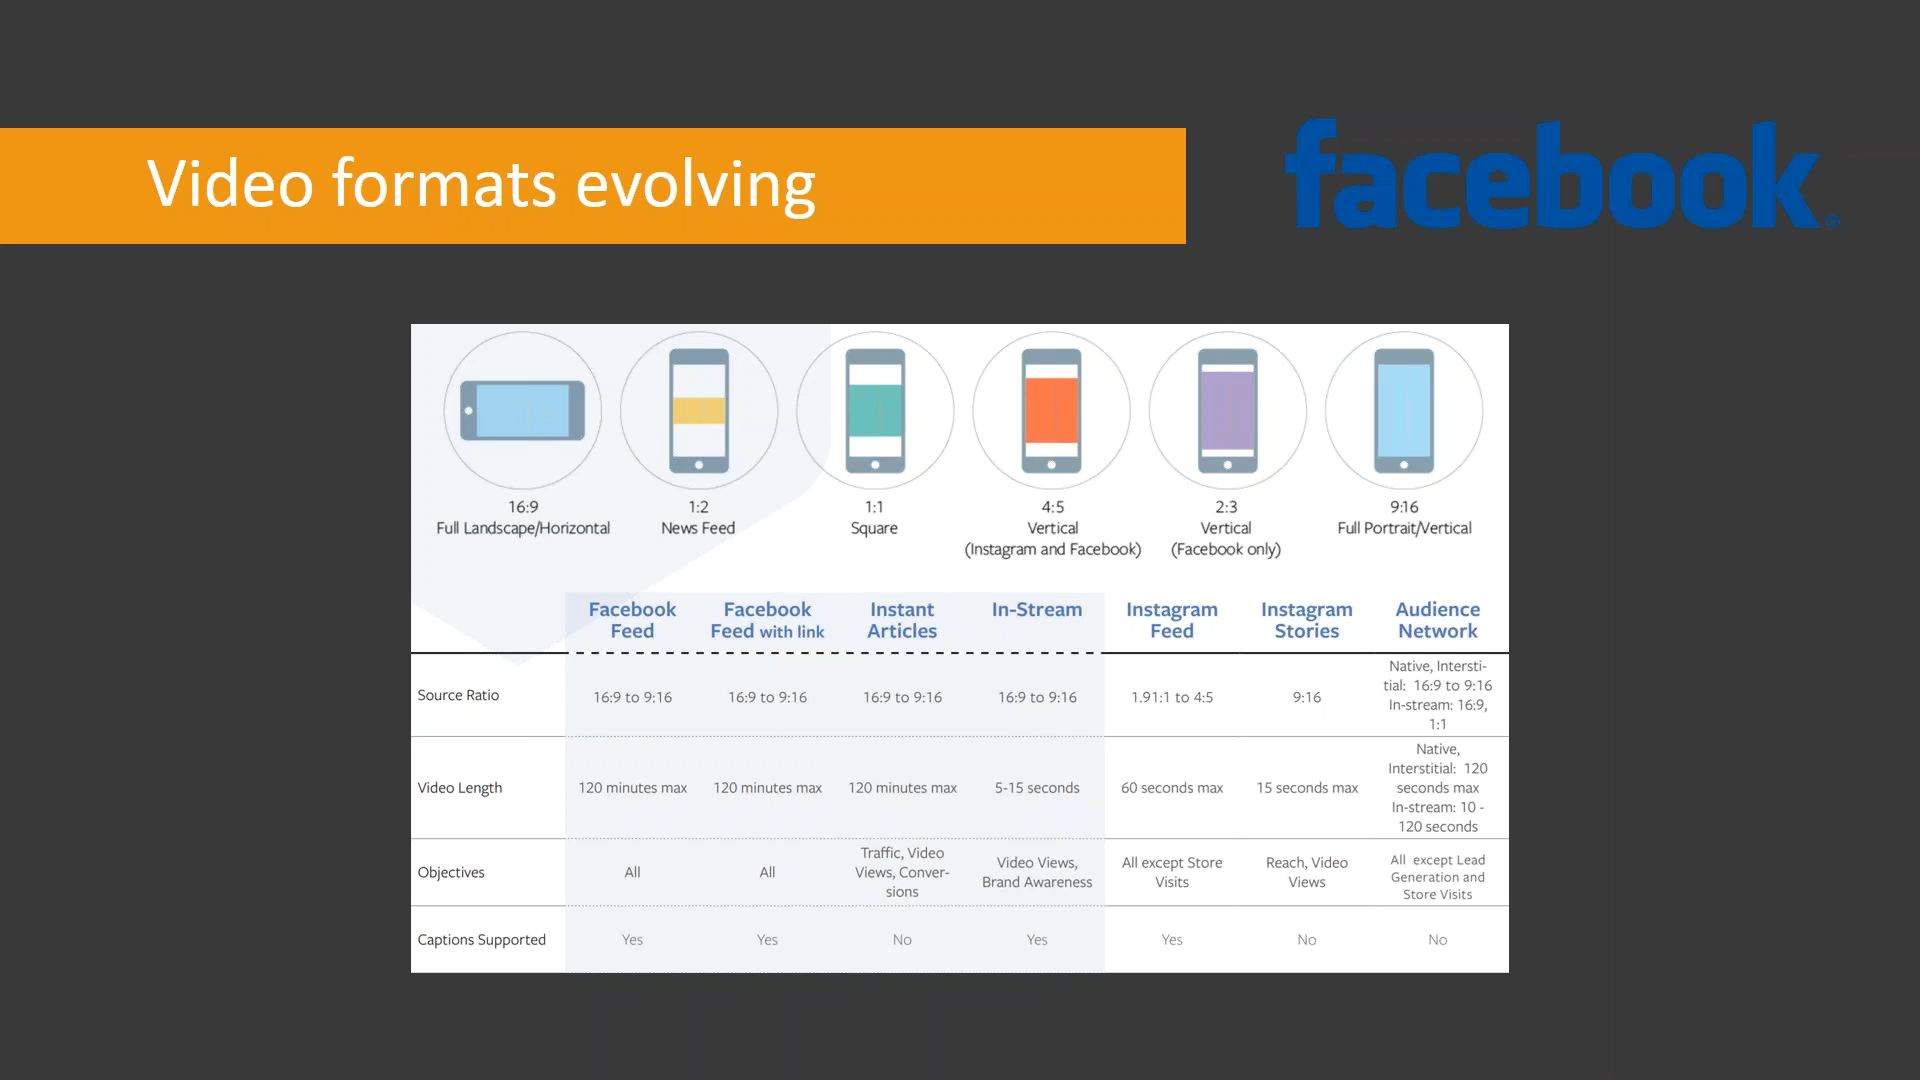 Video formats evolving
facebook®
16:9
Full Landscape/Horizontal
1:2
News Feed
1:1
Square
4:5
Vertical
(Instagram and Facebook)
2:3
Vertical
(Facebook only)
9:16
Full Portrait/Vertical
Facebook
Feed
Facebook
Feed with link
Instant
Articles
In-Stream
Instagram
Feed
Instagram
Stories
Audience
Network
Source Ratio
16:9 to 9:16
16:9 to 9:16
16:9 to 9:16
16:9 to 9:16
1.91:1 to 4:5
9:16
Native, Intersti-
tial: 16:9 to 9:16
In-stream: 16:9,
1:1
Video Length
120 minutes max
120 minutes max
120 minutes max
5-15 seconds
60 seconds max
15 seconds max
Native,
Interstitial: 120
seconds max
In-stream: 10 -
120 seconds
Objectives
All
All
Traffic, Video
Views, Conver-
sions
Video Views,
Brand Awareness
All except Store
Visits
Reach, Video
Views
All except Lead
Generation and
Store Visits
Captions Supported
Yes
Yes
No
Yes
Yes
No
No